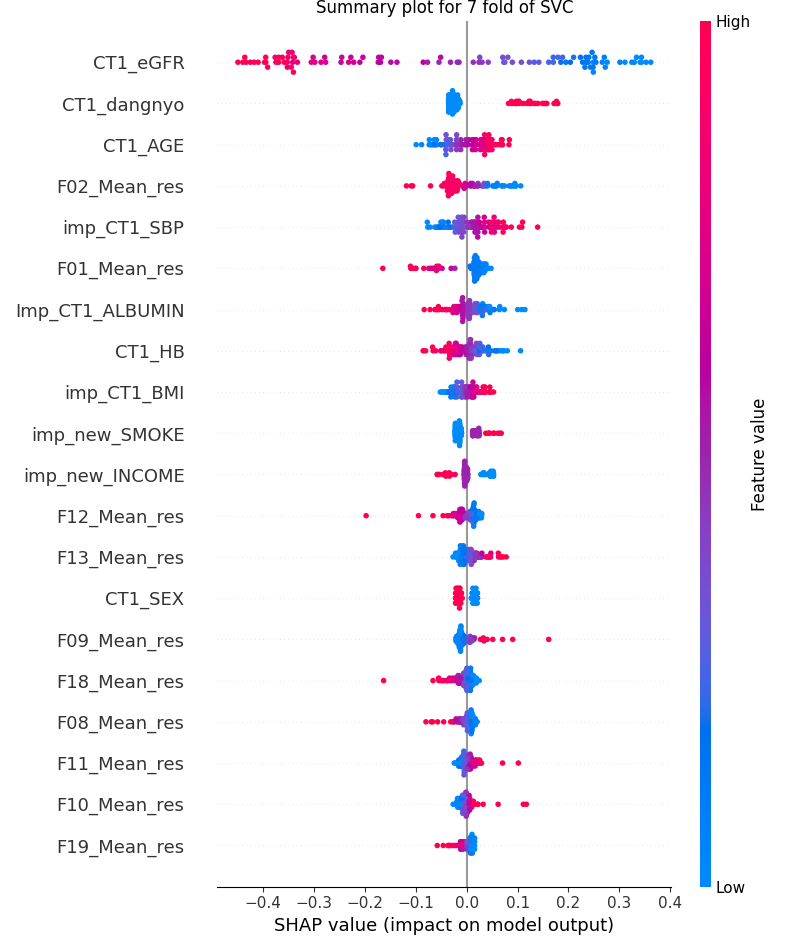 Summary plot for 7 fold of SVC
High
CT1_eGFR
CT1_dangnyo
CT1_AGE
F02_Mean_res
imp_CT1_SBP
F01_Mean_res
Imp_CT1_ALBUMIN
CT1_HB
imp_CT1_BMI
imp_new_SMOKE
imp_new_INCOME
F12_Mean_res
F13_Mean_res
CT1_SEX
F09_Mean_res
F18_Mean_res
F08_Mean_res
F11_Mean_res
F10_Mean_res
F19_Mean_res
Feature value
Low
−0.4 −0.3 −0.2 −0.1 0.0 0.1 0.2 0.3 0.4
SHAP value (impact on model output)